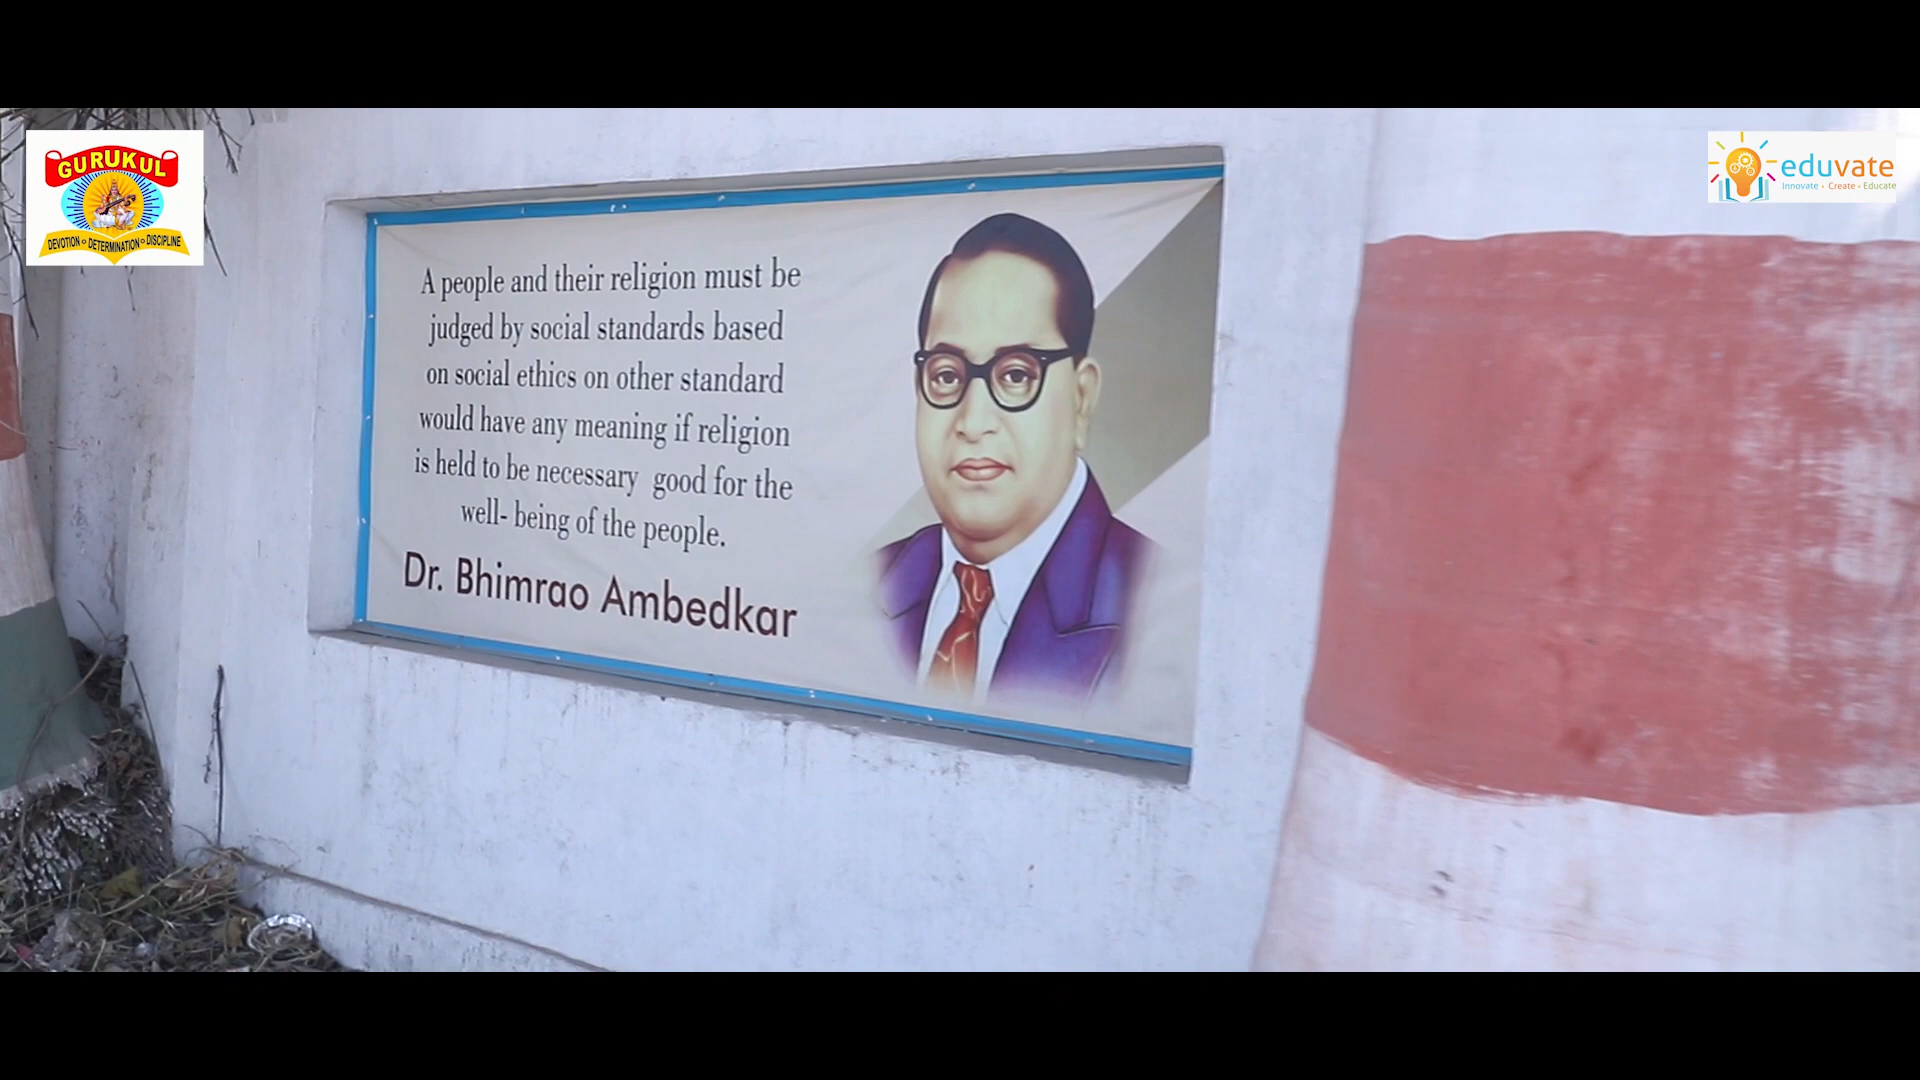 GURUKUL
DEVOTION DETERMINATION DISCIPLINE
eduvate
Innovate • Create • Educate
A people and their religion must be
judged by social standards based
on social ethics on other standard
would have any meaning if religion
is held to be necessary good for the
well- being of the people.
Dr. Bhimrao Ambedkar